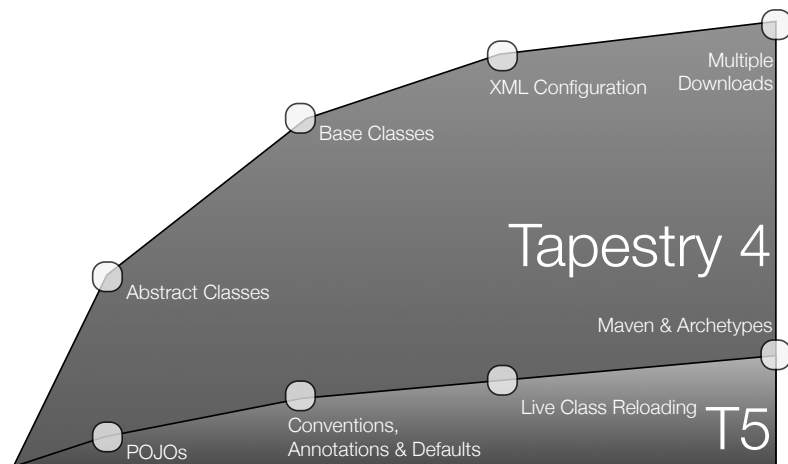 Multiple
Downloads
XML Configuration
Base Classes
Tapestry 4
Abstract Classes
Maven & Archetypes
Live Class Reloading
T5
Conventions,
Annotations & Defaults
POJOs